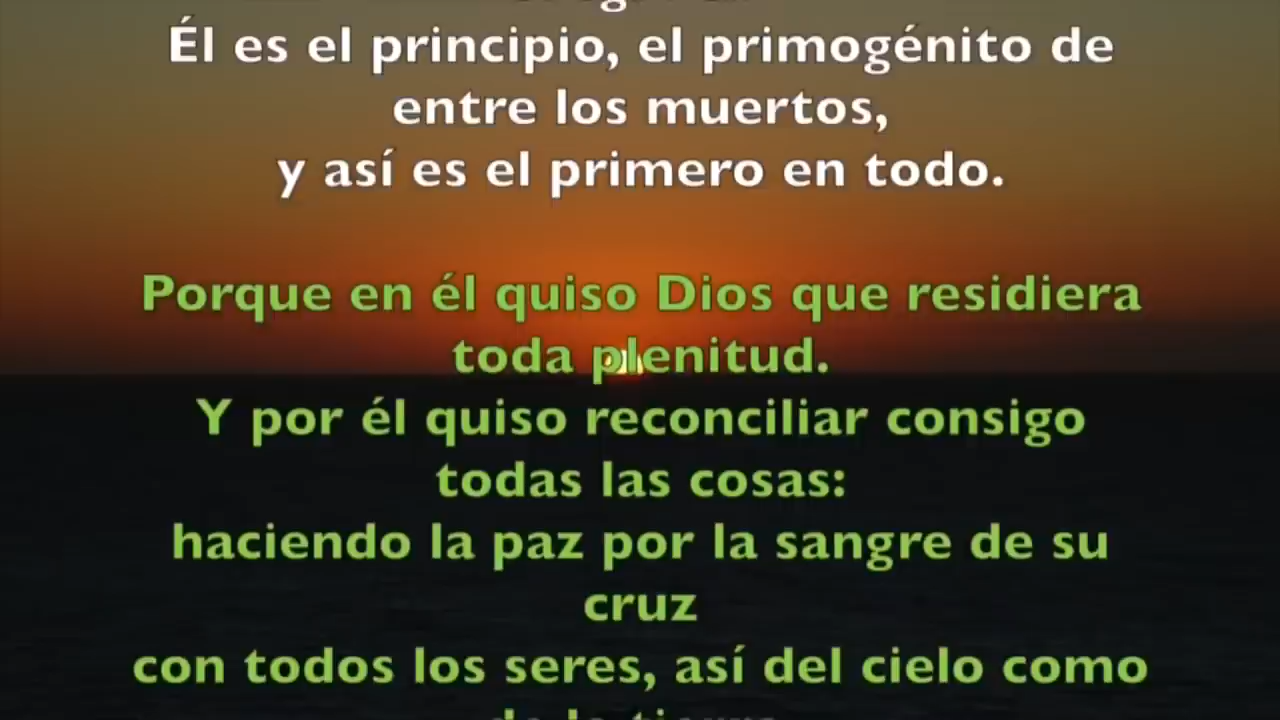 Él es el principio, el primogénito de
entre los muertos,
y así es el primero en todo.
Porque en él quiso Dios que residiera
toda plenitud.
Y por él quiso reconciliar consigo
todas las cosas:
haciendo la paz por la sangre de su
cruz
con todos los seres, así del cielo como